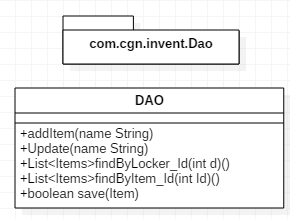 com.cgn.invent.Dao
DAO
+addItem(name String)
+Update(name String)
+List<Items>findByLocker_Id(int d)()
+List<Items>findByItem_Id(int Id)()
+boolean save(Item)